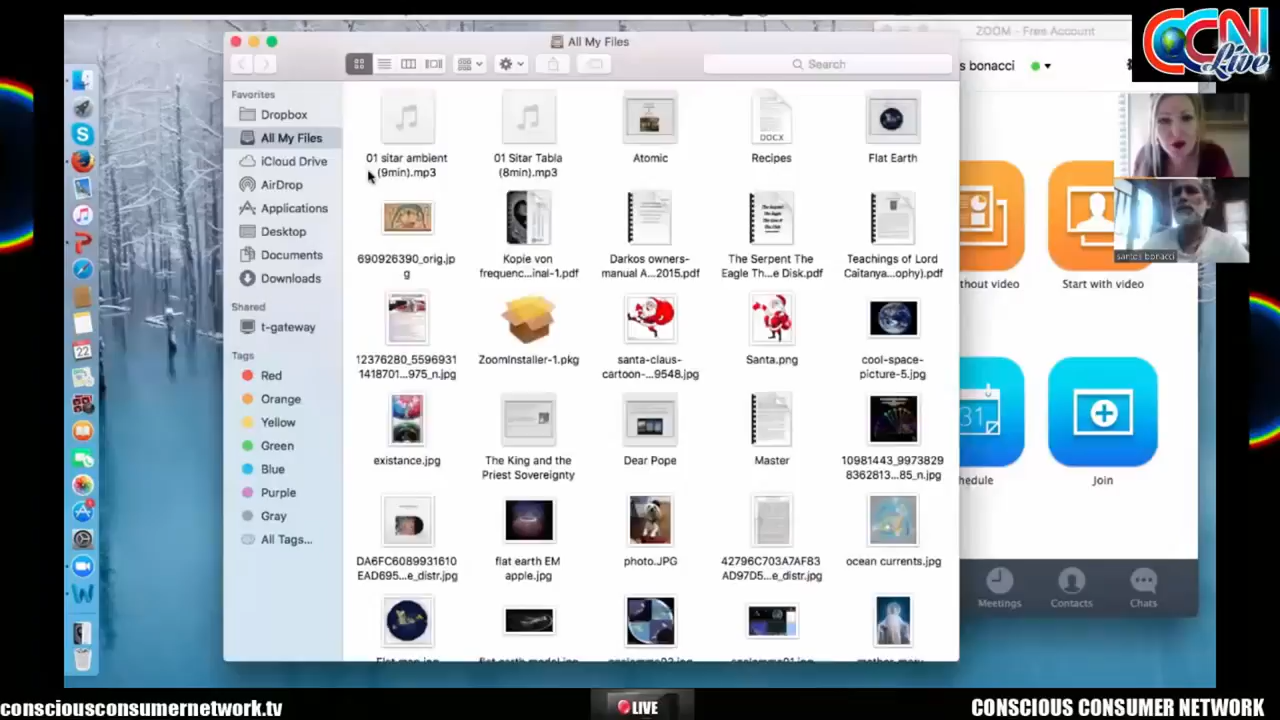 All My Files
ZOOM - Free Account
CCN
Live
Search
s bonacci
Favorites
Dropbox
All My Files
iCloud Drive
AirDrop
Applications
Desktop
Documents
Downloads
Shared
t-gateway
Tags
Red
Orange
Yellow
Green
Blue
Purple
Gray
All Tags...
01 sitar ambient
(9min).mp3
01 Sitar Tabla
(8min).mp3
Atomic
DOCX
Recipes
Flat Earth
690926390_orig.jp
g
Kopie von
frequenc...inal-1.pdf
Darkos owners-
manual A...2015.pdf
The Serpent The
Eagle Th...e Disk.pdf
Teachings of Lord
Caitanya...ophy).pdf
12376280_5596931
1418701..._975_n.jpg
ZoomInstaller-1.pkg
santa-claus-
cartoon-...9548.jpg
Santa.png
cool-space-
picture-5.jpg
existance.jpg
The King and the
Priest Sovereignty
Dear Pope
Master
10981443_9973829
8362813...85_n.jpg
DA6FC6089931610
EAD695...e_distr.jpg
flat earth EM
apple.jpg
photo.JPG
42796C703A7AF83
AD97D5...e_distr.jpg
ocean currents.jpg
hout video
Start with video
31
hedule
Join
Meetings
Contacts
Chats
santos bonacci
22
consciousconsumernetwork.tv
LIVE
CONSCIOUS CONSUMER NETWORK